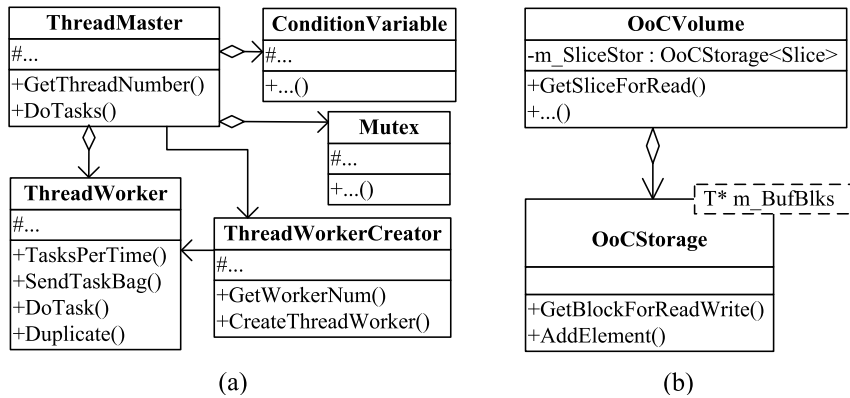 ThreadMaster
#...
+GetThreadNumber()
+DoTasks()
ConditionVariable
#...
+...()
Mutex
#...
+...()
ThreadWorker
#...
+TasksPerTime()
+SendTaskBag()
+DoTask()
+Duplicate()
ThreadWorkerCreator
#...
+GetWorkerNum()
+CreateThreadWorker()
(a)
OoCVolume
-m_SliceStor : OoCStorage<Slice>
+GetSliceForRead()
+...()
T* m_BufBlks
OoCStorage
+GetBlockForReadWrite()
+AddElement()
(b)